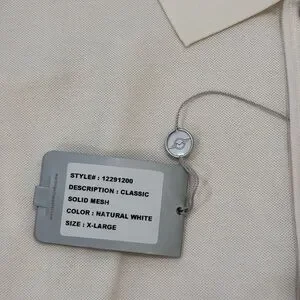 STYLE# : 12291200
DESCRIPTION : CLASSIC
SOLID MESH
COLOR : NATURAL WHITE
SIZE : X-LARGE